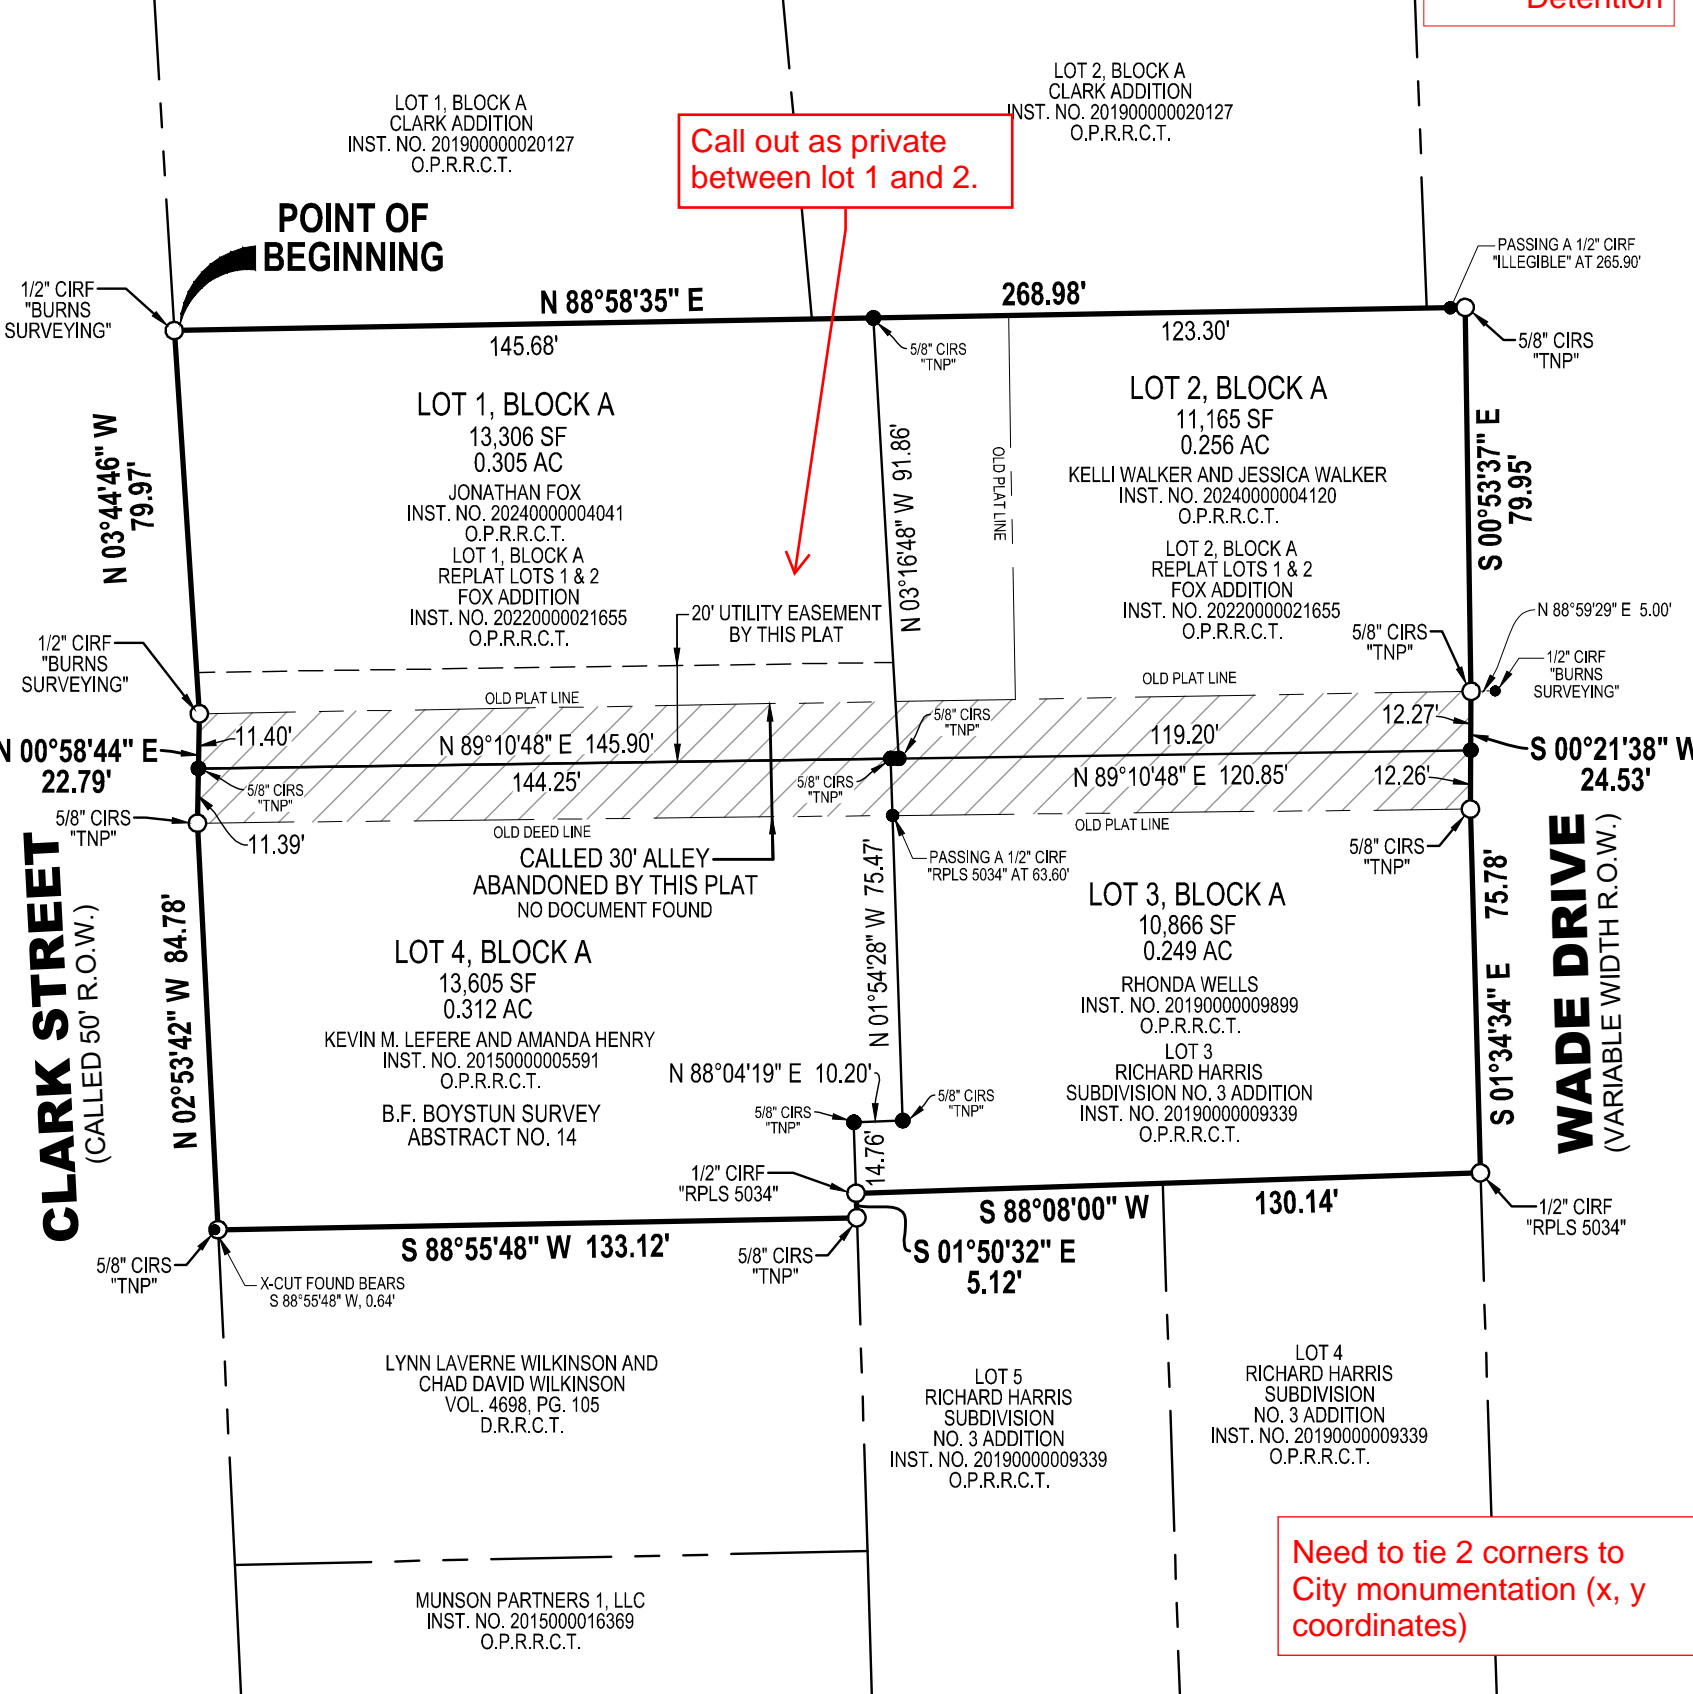 Detention
LOT 1, BLOCK A
CLARK ADDITION
INST. NO. 201900000020127
O.P.R.R.C.T.
LOT 2, BLOCK A
CLARK ADDITION
INST. NO. 201900000020127
O.P.R.R.C.T.
Call out as private
between lot 1 and 2.
POINT OF
BEGINNING
1/2" CIRF
"BURNS
SURVEYING"
N 88°58'35" E
268.98'
PASSING A 1/2" CIRF
"ILLEGIBLE" AT 265.90'
145.68'
5/8" CIRS
"TNP"
123.30'
5/8" CIRS
"TNP"
N 03°44'46" W
79.97'
LOT 1, BLOCK A
13,306 SF
0.305 AC
JONATHAN FOX
INST. NO. 20240000004041
O.P.R.R.C.T.
LOT 1, BLOCK A
REPLAT LOTS 1 & 2
FOX ADDITION
INST. NO. 20220000021655
O.P.R.R.C.T.
N 03°16'48" W 91.86'
OLD PLAT LINE
LOT 2, BLOCK A
11,165 SF
0.256 AC
KELLI WALKER AND JESSICA WALKER
INST. NO. 20240000004120
O.P.R.R.C.T.
LOT 2, BLOCK A
REPLAT LOTS 1 & 2
FOX ADDITION
INST. NO. 20220000021655
O.P.R.R.C.T.
S 00°53'37" E
79.95'
20' UTILITY EASEMENT
BY THIS PLAT
1/2" CIRF
"BURNS
SURVEYING"
5/8" CIRS
"TNP"
N 88°59'29" E 5.00'
1/2" CIRF
"BURNS
SURVEYING"
OLD PLAT LINE
OLD PLAT LINE
N 00°58'44" E
22.79'
11.40'
N 89°10'48" E 145.90'
5/8" CIRS
"TNP"
119.20'
12.27'
S 00°21'38" W
24.53'
5/8" CIRS
"TNP"
144.25'
5/8" CIRS
"TNP"
N 89°10'48" E 120.85'
12.26'
5/8" CIRS
"TNP"
11.39'
OLD DEED LINE
OLD PLAT LINE
5/8" CIRS
"TNP"
CALLED 30' ALLEY
ABANDONED BY THIS PLAT
NO DOCUMENT FOUND
PASSING A 1/2" CIRF
"RPLS 5034" AT 63.60'
CLARK STREET
(CALLED 50' R.O.W.)
N 02°53'42" W 84.78'
LOT 4, BLOCK A
13,605 SF
0.312 AC
KEVIN M. LEFERE AND AMANDA HENRY
INST. NO. 20150000005591
O.P.R.R.C.T.
B.F. BOYSTUN SURVEY
ABSTRACT NO. 14
N 01°54'28" W 75.47'
LOT 3, BLOCK A
10,866 SF
0.249 AC
RHONDA WELLS
INST. NO. 20190000009899
O.P.R.R.C.T.
LOT 3
RICHARD HARRIS
SUBDIVISION NO. 3 ADDITION
INST. NO. 20190000009339
O.P.R.R.C.T.
S 01°34'34" E 75.78'
WADE DRIVE
(VARIABLE WIDTH R.O.W.)
N 88°04'19" E 10.20'
5/8" CIRS
"TNP"
5/8" CIRS
"TNP"
14.76'
1/2" CIRF
"RPLS 5034"
S 88°08'00" W
130.14'
1/2" CIRF
"RPLS 5034"
S 88°55'48" W 133.12'
5/8" CIRS
"TNP"
S 01°50'32" E
5.12'
5/8" CIRS
"TNP"
X-CUT FOUND BEARS
S 88°55'48" W, 0.64'
LYNN LAVERNE WILKINSON AND
CHAD DAVID WILKINSON
VOL. 4698, PG. 105
D.R.R.C.T.
LOT 5
RICHARD HARRIS
SUBDIVISION
NO. 3 ADDITION
INST. NO. 20190000009339
O.P.R.R.C.T.
LOT 4
RICHARD HARRIS
SUBDIVISION
NO. 3 ADDITION
INST. NO. 20190000009339
O.P.R.R.C.T.
MUNSON PARTNERS 1, LLC
INST. NO. 2015000016369
O.P.R.R.C.T.
Need to tie 2 corners to
City monumentation (x, y
coordinates)